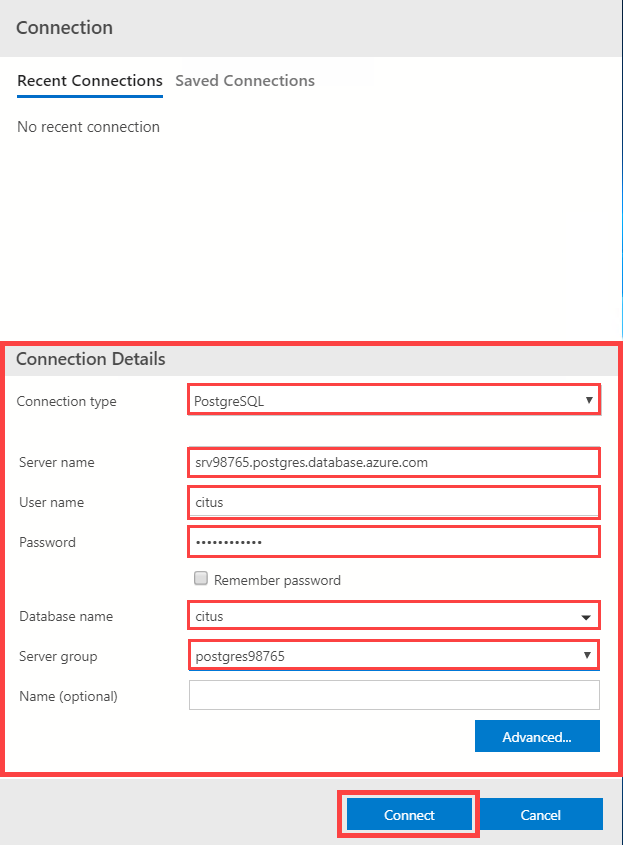 Connection
Recent Connections Saved Connections
No recent connection
Connection Details
Connection type PostgreSQL
Server name srv98765.postgres.database.azure.com
User name citus
Password ••••••••••••
Remember password
Database name citus
Server group postgres98765
Name (optional)
Advanced...
Connect Cancel